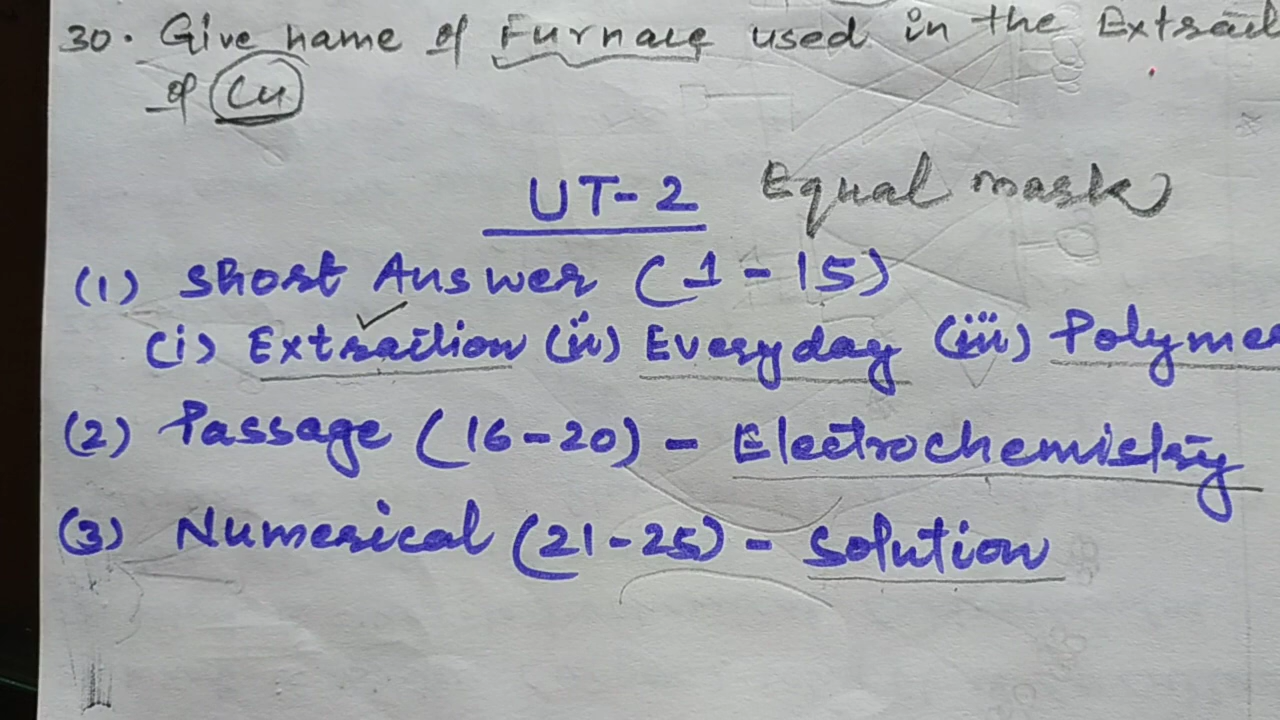 30. Give name of Furnace used in the Extract
of Cu
UT-2 Equal marks
(1) Short Answer (1-15)
(i) Extraction (ii) Everyday (iii) Polymer
(2) Passage (16-20) - Electrochemistry
(3) Numerical (21-25) - Solution